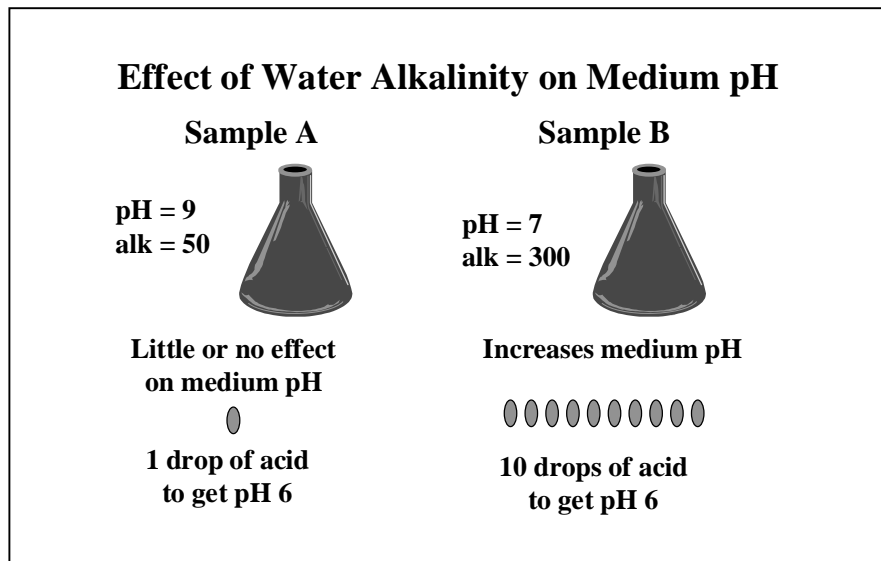 Effect of Water Alkalinity on Medium pH
Sample A
pH = 9
alk = 50
Little or no effect
on medium pH
1 drop of acid
to get pH 6
Sample B
pH = 7
alk = 300
Increases medium pH
10 drops of acid
to get pH 6